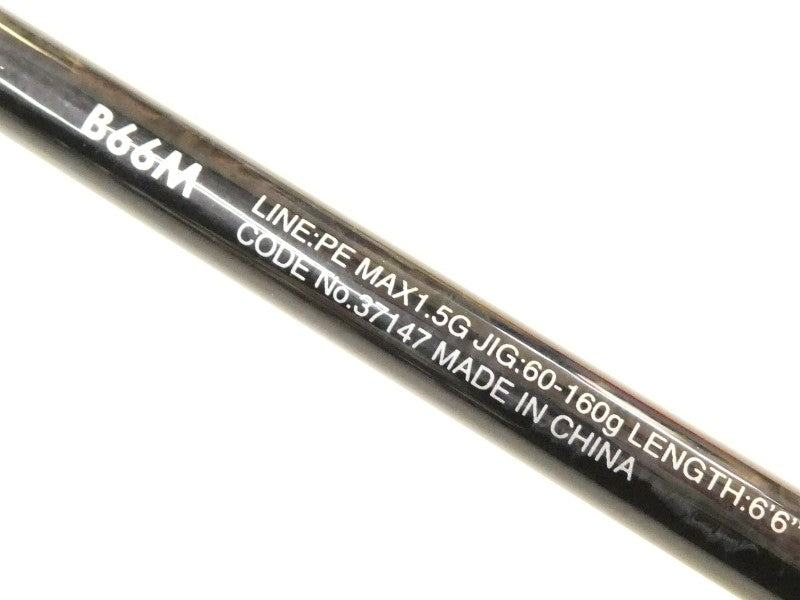 B66M
LINE:PE MAX1.5G JIG:60-160g LENGTH:6'6"
CODE No.37147 MADE IN CHINA